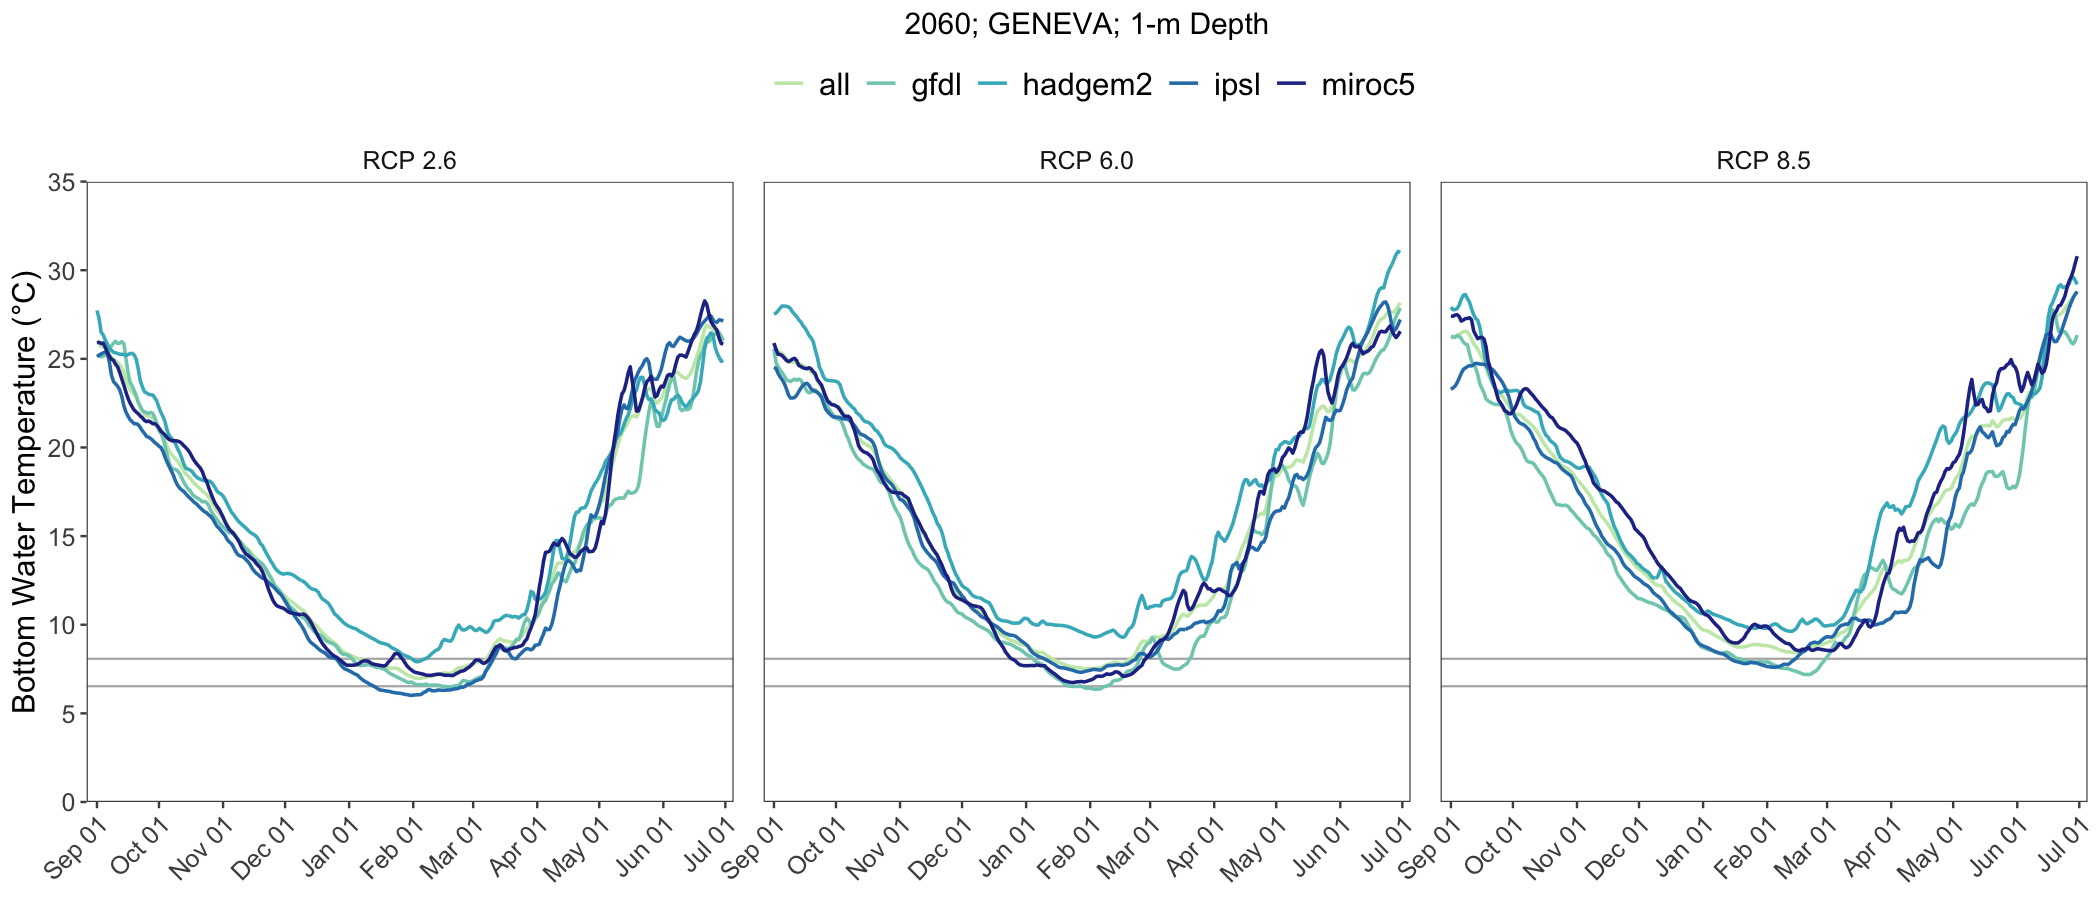 2060; GENEVA; 1-m Depth
all gfdl hadgem2 ipsl miroc5
RCP 2.6 RCP 6.0 RCP 8.5
Bottom Water Temperature (°C)
35
30
25
20
15
10
5
0
Sep 01 Oct 01 Nov 01 Dec 01 Jan 01 Feb 01 Mar 01 Apr 01 May 01 Jun 01 Jul 01 Sep 01 Oct 01 Nov 01 Dec 01 Jan 01 Feb 01 Mar 01 Apr 01 May 01 Jun 01 Jul 01 Sep 01 Oct 01 Nov 01 Dec 01 Jan 01 Feb 01 Mar 01 Apr 01 May 01 Jun 01 Jul 01